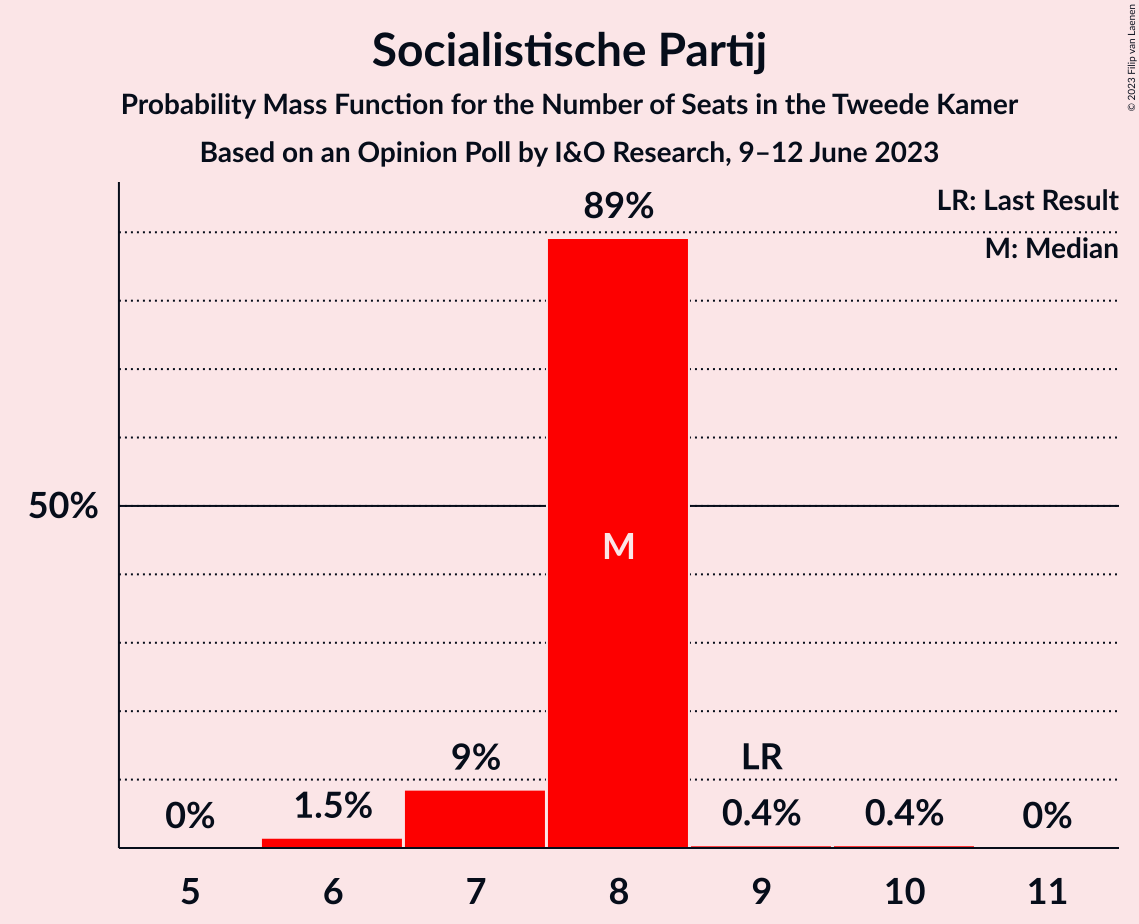 Socialistische Partij
Probability Mass Function for the Number of Seats in the Tweede Kamer
Based on an Opinion Poll by I&O Research, 9–12 June 2023
© 2023 Filip van Laenen
LR: Last Result
M: Median
89%
50%
M
9%
LR
0%
1.5%
0.4%
0.4%
0%
5 6 7 8 9 10 11